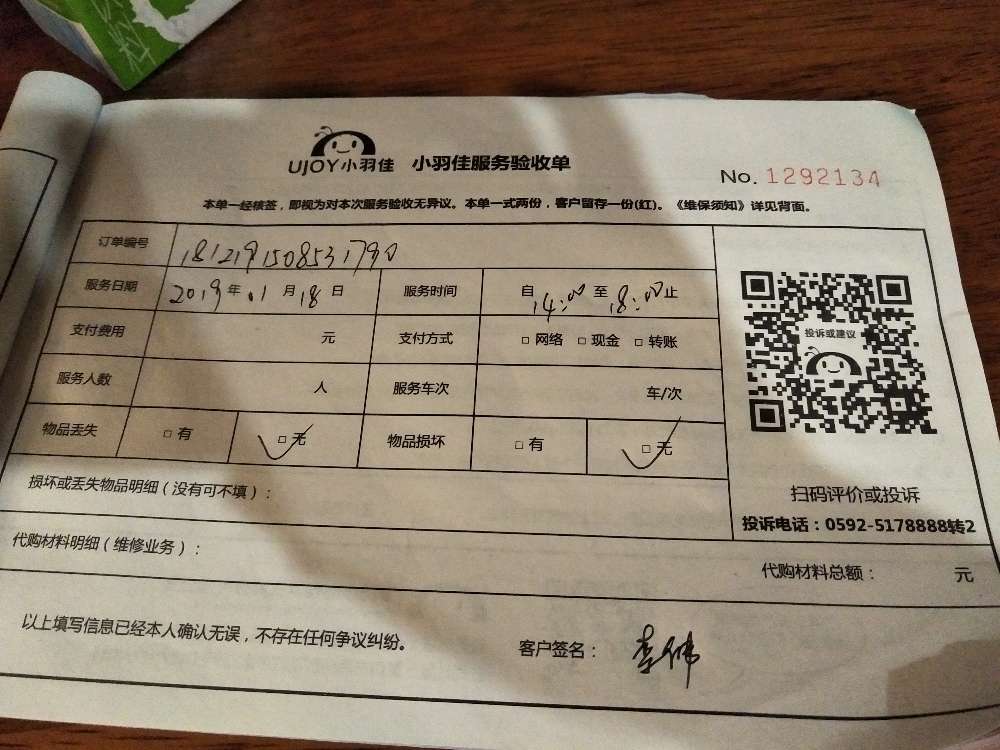 UJOY小羽佳 小羽佳服务验收单
No. 1292134
本单一经核签，即视为对本次服务验收无异议。本单一式两份，客户留存一份(红)。《维保须知》详见背面。
订单编号 1812191508531790
服务日期 2019年01月18日 服务时间 自14:00至18:00止
支付费用 元 支付方式 □网络 □现金 □转账
服务人数 人 服务车次 车/次
物品丢失 □有 □无 物品损坏 □有 □无
投诉或建议
扫码评价或投诉
投诉电话：0592-5178888转2
损坏或丢失物品明细（没有可不填）：
代购材料明细（维修业务）：
代购材料总额： 元
以上填写信息已经本人确认无误，不存在任何争议纠纷。
客户签名： 李伟